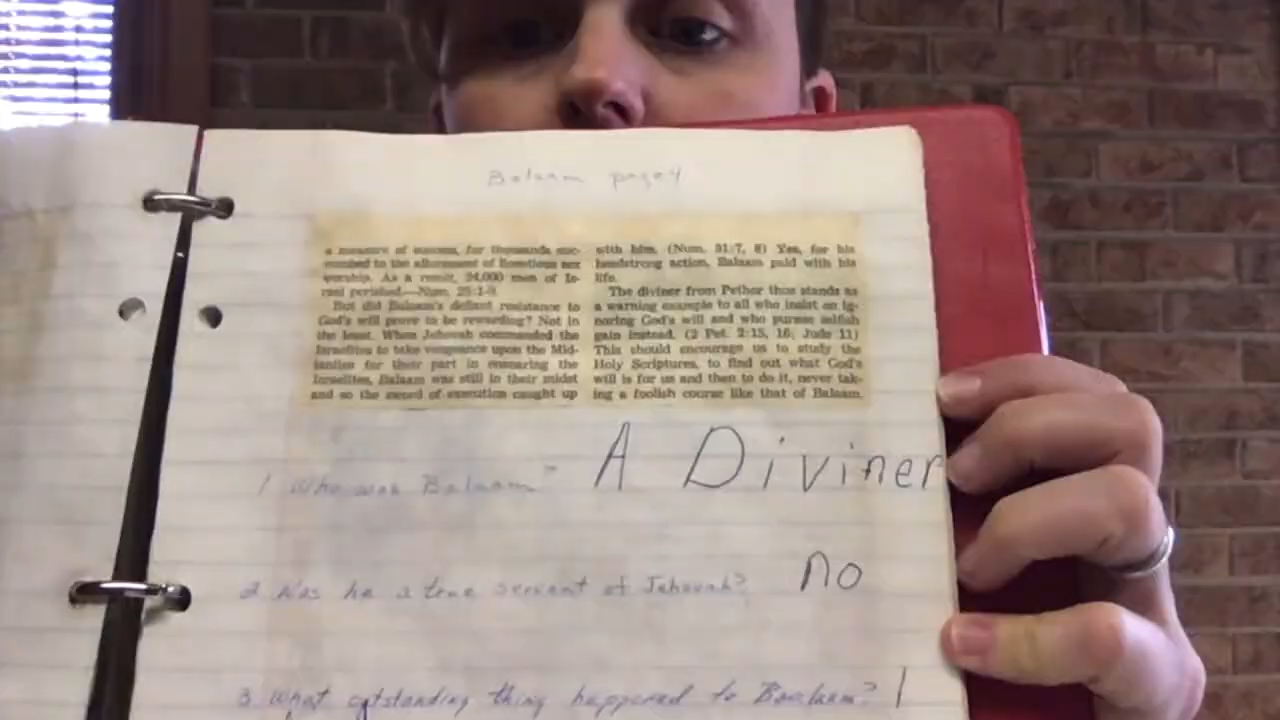 Balaam page 4
a measure of success, for thousands suc-
cumbed to the allurement of licentious sex
worship. As a result, 24,000 men of Is-
rael perished.—Num. 25:1-9.
But did Balaam's defiant resistance to
God's will prove to be rewarding? Not in
the least. When Jehovah commanded the
Israelites to take vengeance upon the Mid-
ianites for their part in ensnaring the
Israelites, Balaam was still in their midst
and so the sword of execution caught up
with him. (Num. 31:7, 8) Yes, for his
headstrong action, Balaam paid with his
life.
The diviner from Pethor thus stands as
a warning example to all who insist on ig-
noring God's will and who pursue selfish
gain instead. (2 Pet. 2:15, 16; Jude 11)
This should encourage us to study the
Holy Scriptures, to find out what God's
will is for us and then to do it, never tak-
ing a foolish course like that of Balaam.
1 Who was Balaam? A Diviner
2 Was he a true servant of Jehovah? no
3 What outstanding thing happened to Baalam?